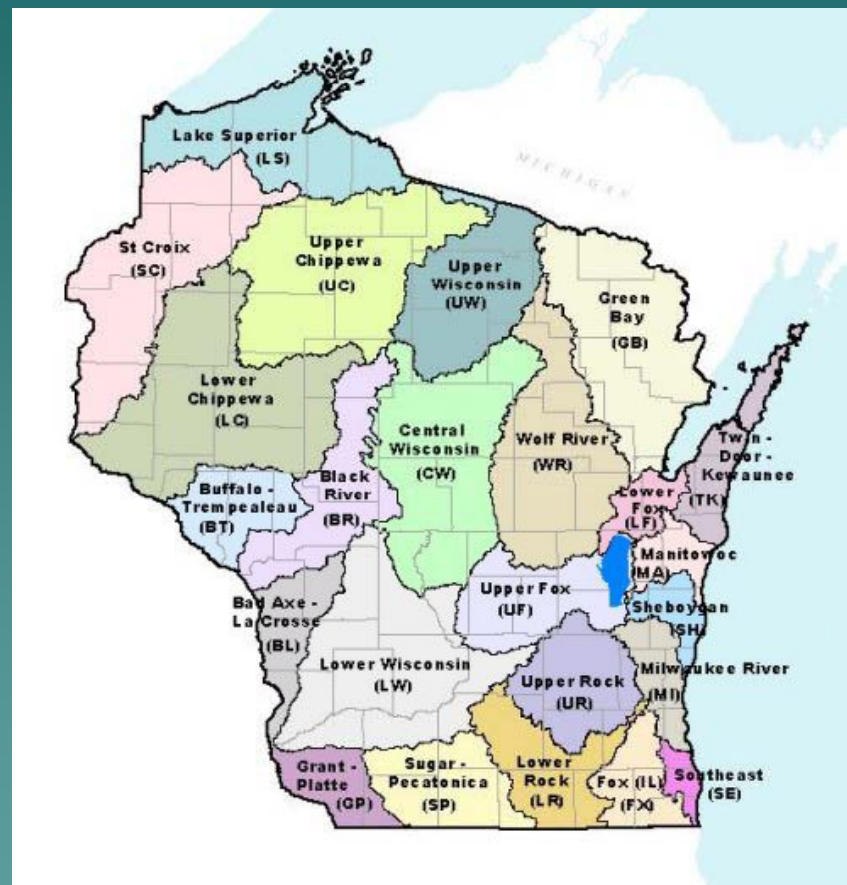 Lake Superior
(LS)
MICHIGAN
St Croix
(SC)
Upper
Chippewa
(UC)
Upper
Wisconsin
(UW)
Green
Bay
(GB)
Lower
Chippewa
(LC)
Central
Wisconsin
(CW)
Wolf River
(WR)
Twin -
Door -
Kewaunee
(TK)
Buffalo -
Trempealeau
(BT)
Black
River
(BR)
Lower
Fox
(LF)
Manitowoc
(MA)
Upper Fox
(UF)
Bad Axe -
La Crosse
(BL)
Sheboygan
(SH)
Lower Wisconsin
(LW)
Upper Rock
(UR)
Milwaukee River
(MI)
Grant -
Platte
(GP)
Sugar -
Pecatonica
(SP)
Lower
Rock
(LR)
Fox (IL)
(FX)
Southeast
(SE)